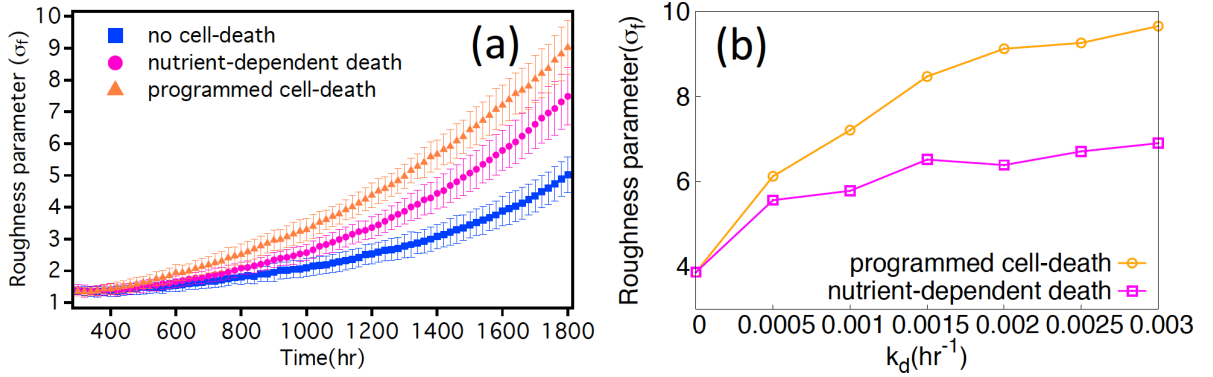 (a)
no cell-death
nutrient-dependent death
programmed cell-death
Roughness parameter (σf)
10
9
8
7
6
5
4
3
2
1
400
600
800
1000
1200
1400
1600
1800
Time(hr)
(b)
Roughness parameter(σf)
10
8
6
4
programmed cell-death
nutrient-dependent death
0
0.0005
0.001
0.0015
0.002
0.0025
0.003
kd(hr-1)